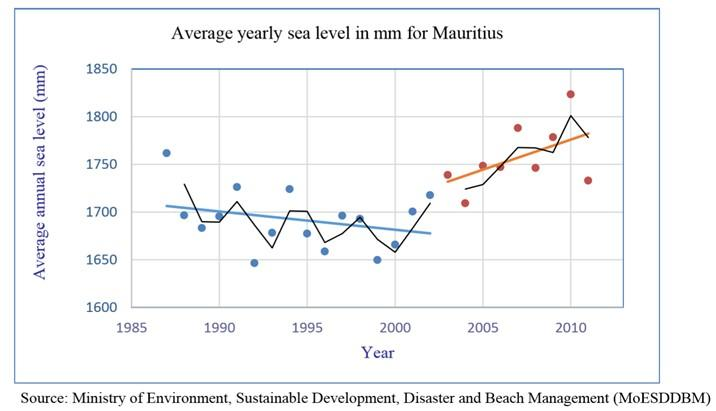 Average yearly sea level in mm for Mauritius
Average annual sea level (mm)
1850
1800
1750
1700
1650
1600
1985 1990 1995 2000 2005 2010
Year
Source: Ministry of Environment, Sustainable Development, Disaster and Beach Management (MoESDDBM)